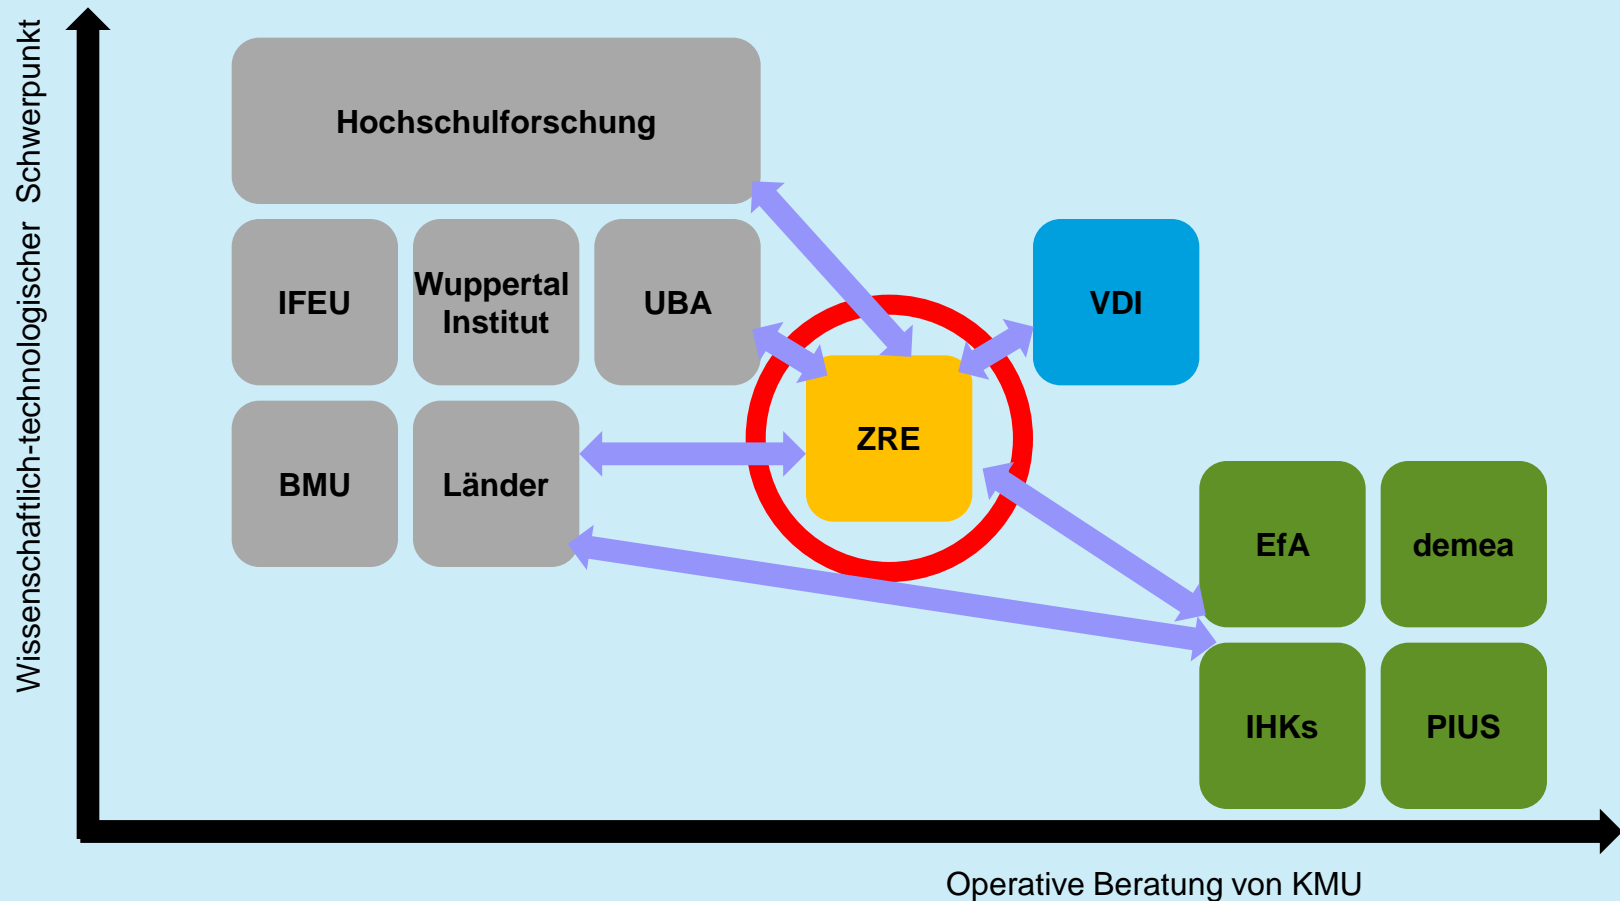 Wissenschaftlich-technologischer Schwerpunkt
Hochschulforschung
IFEU
Wuppertal
Institut
UBA
VDI
ZRE
BMU
Länder
EfA
demea
IHKs
PIUS
Operative Beratung von KMU